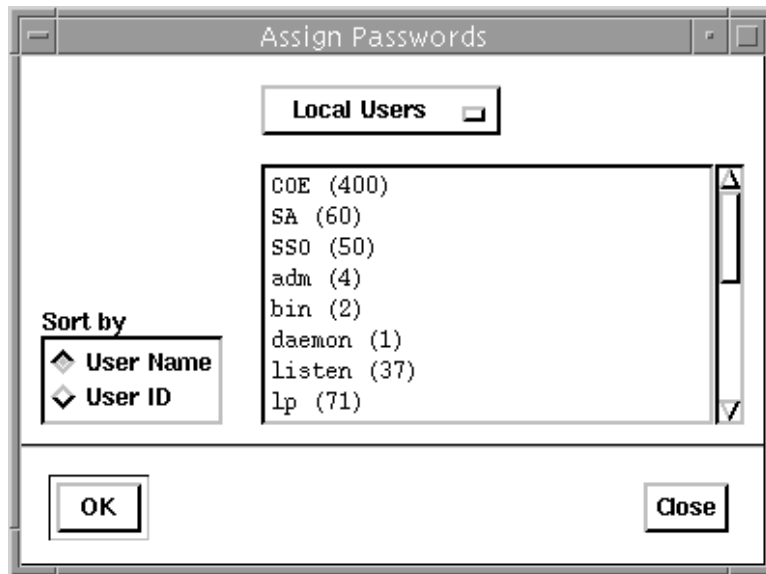 Assign Passwords
Local Users
COE (400)
SA (60)
SSO (50)
adm (4)
bin (2)
daemon (1)
listen (37)
lp (71)
Sort by
User Name
User ID
OK
Close